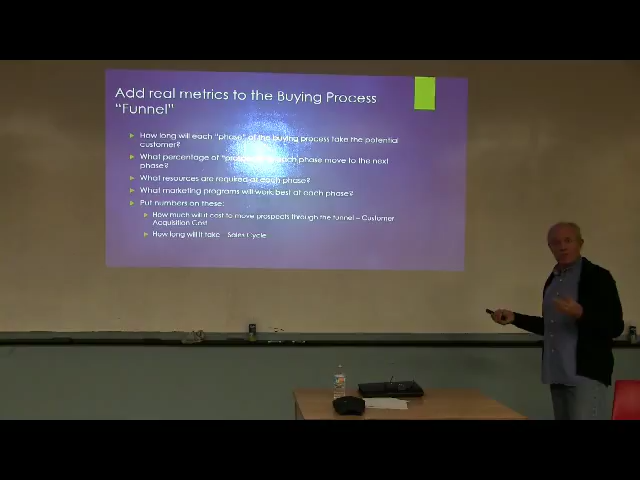 Add real metrics to the Buying Process
"Funnel"
How long will each "phase" of the buying process take the potential
customer?
What percentage of "prospects" in each phase move to the next
phase?
What resources are required at each phase?
What marketing programs will work best at each phase?
Put numbers on these:
How much will it cost to move prospects through the funnel – Customer
Acquisition Cost
How long will it take – Sales Cycle